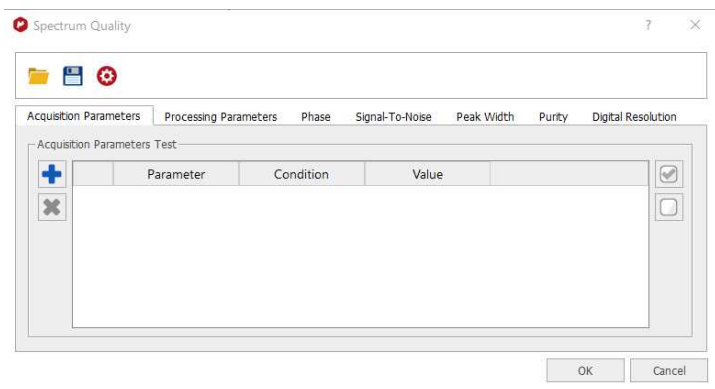 Spectrum Quality
?
Acquisition Parameters Processing Parameters Phase Signal-To-Noise Peak Width Purity Digital Resolution
Acquisition Parameters Test
Parameter Condition Value
OK Cancel